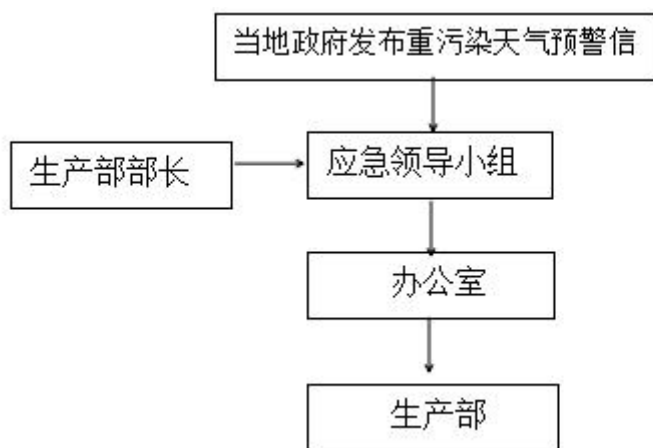 当地政府发布重污染天气预警信
生产部部长
应急领导小组
办公室
生产部